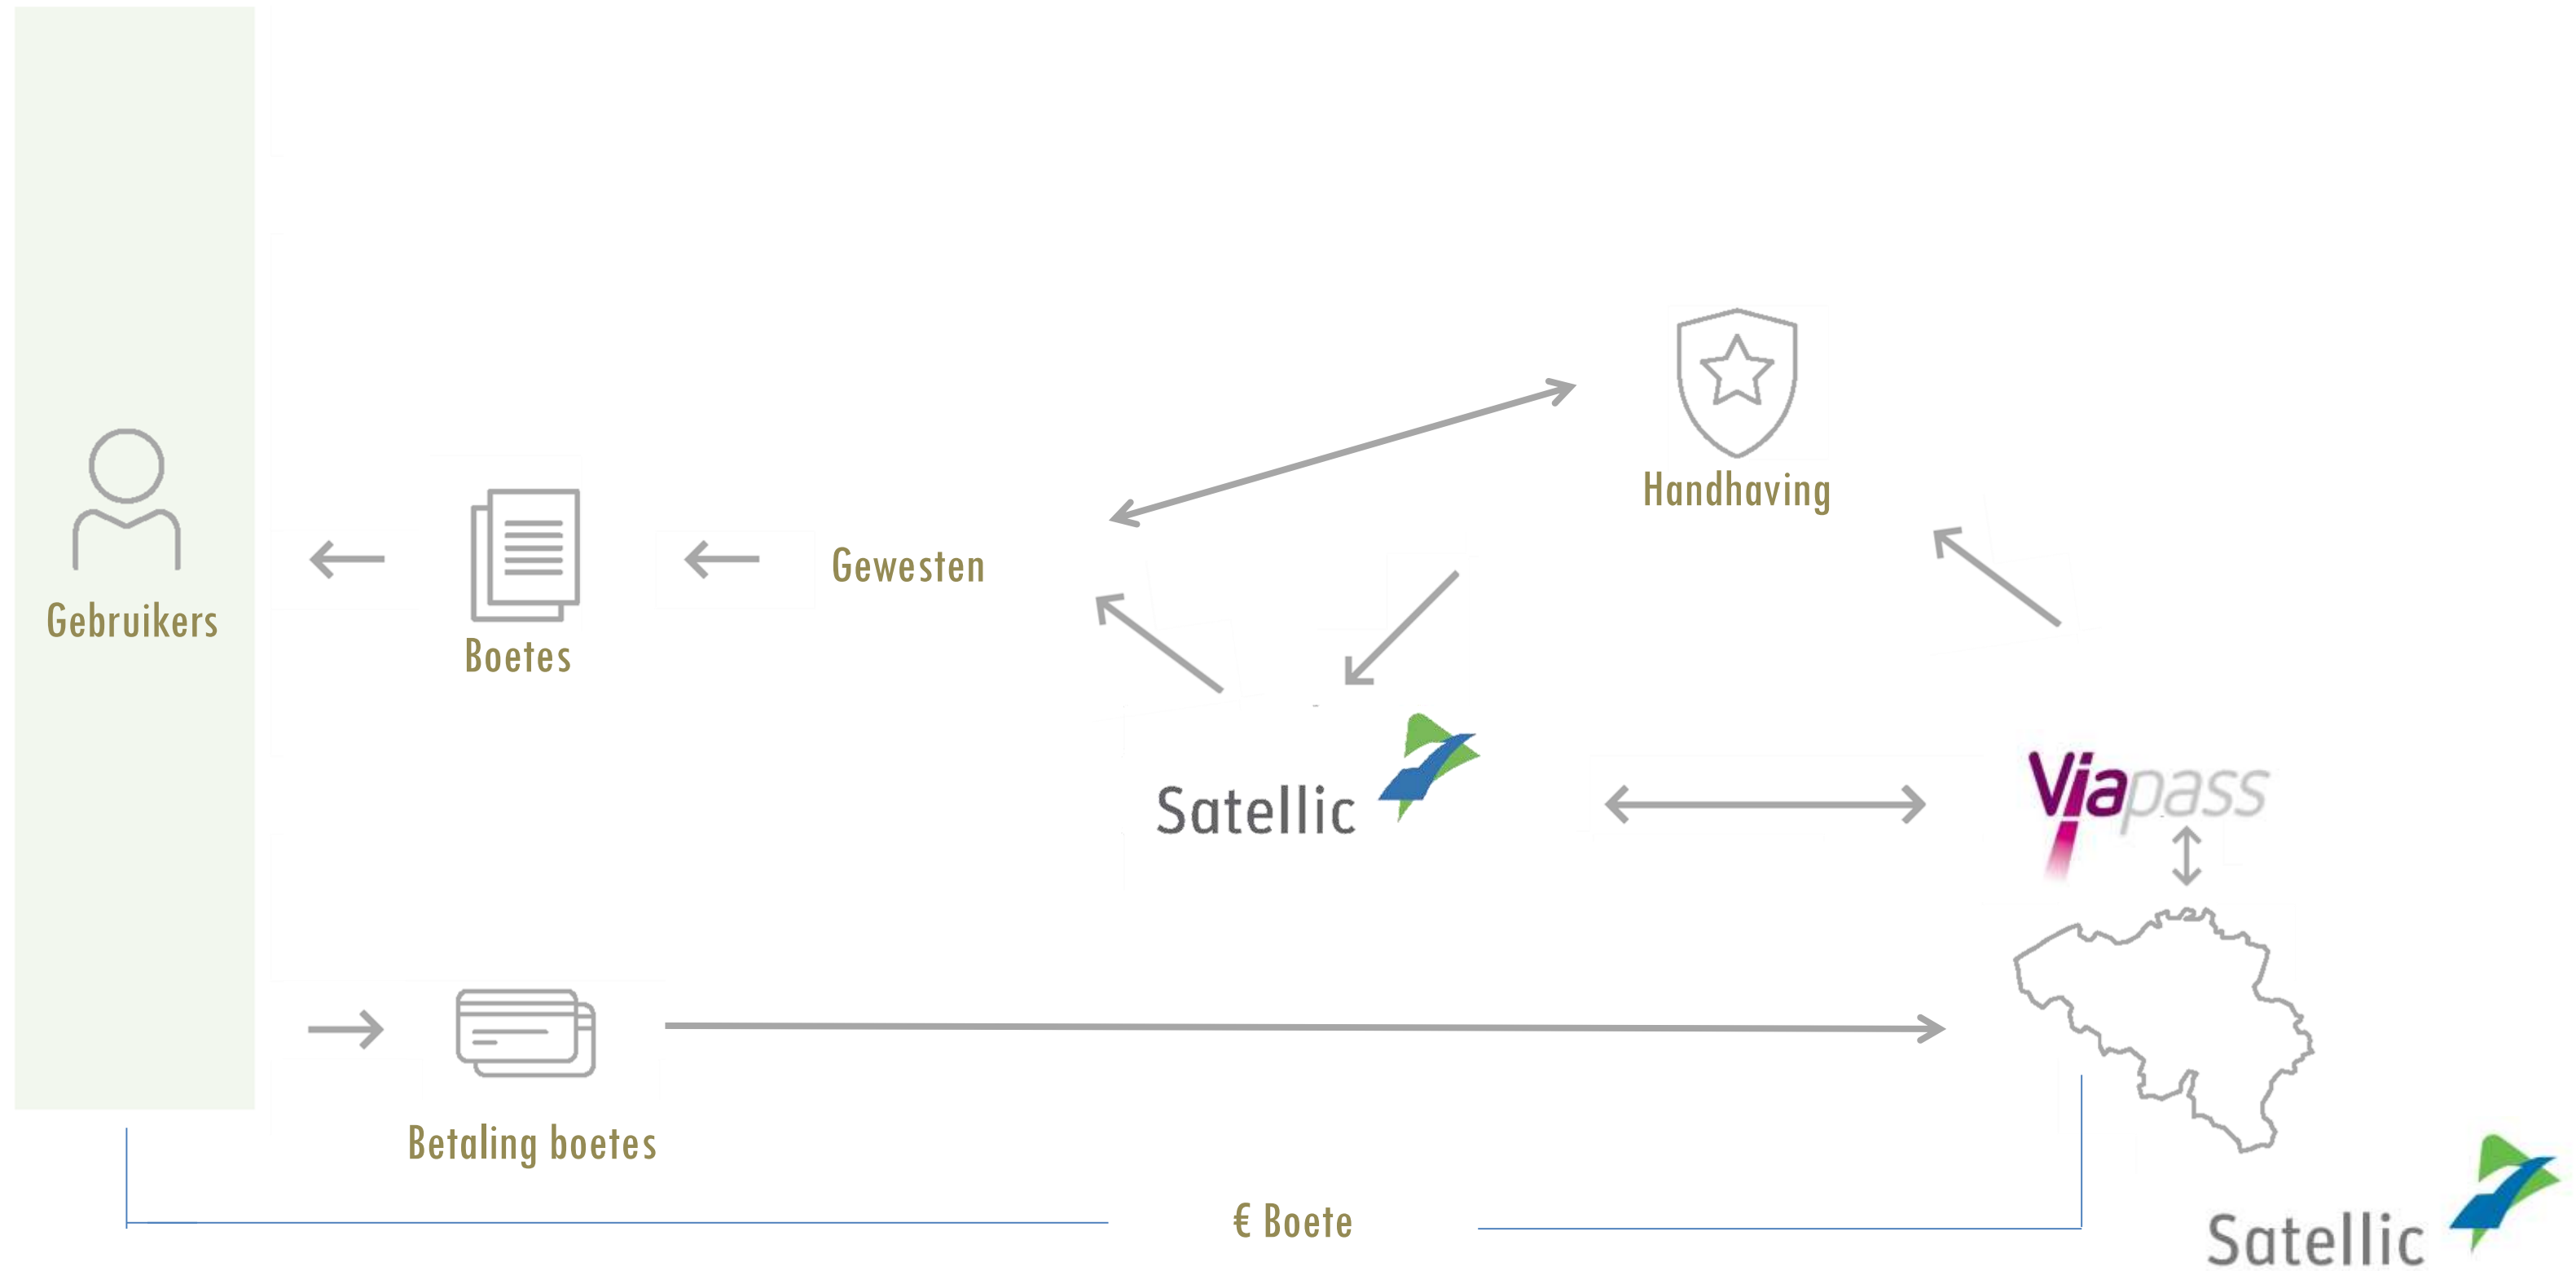 Handhaving
Gewesten
Gebruikers
Boetes
Satellic
Viapass
Betaling boetes
€ Boete
Satellic